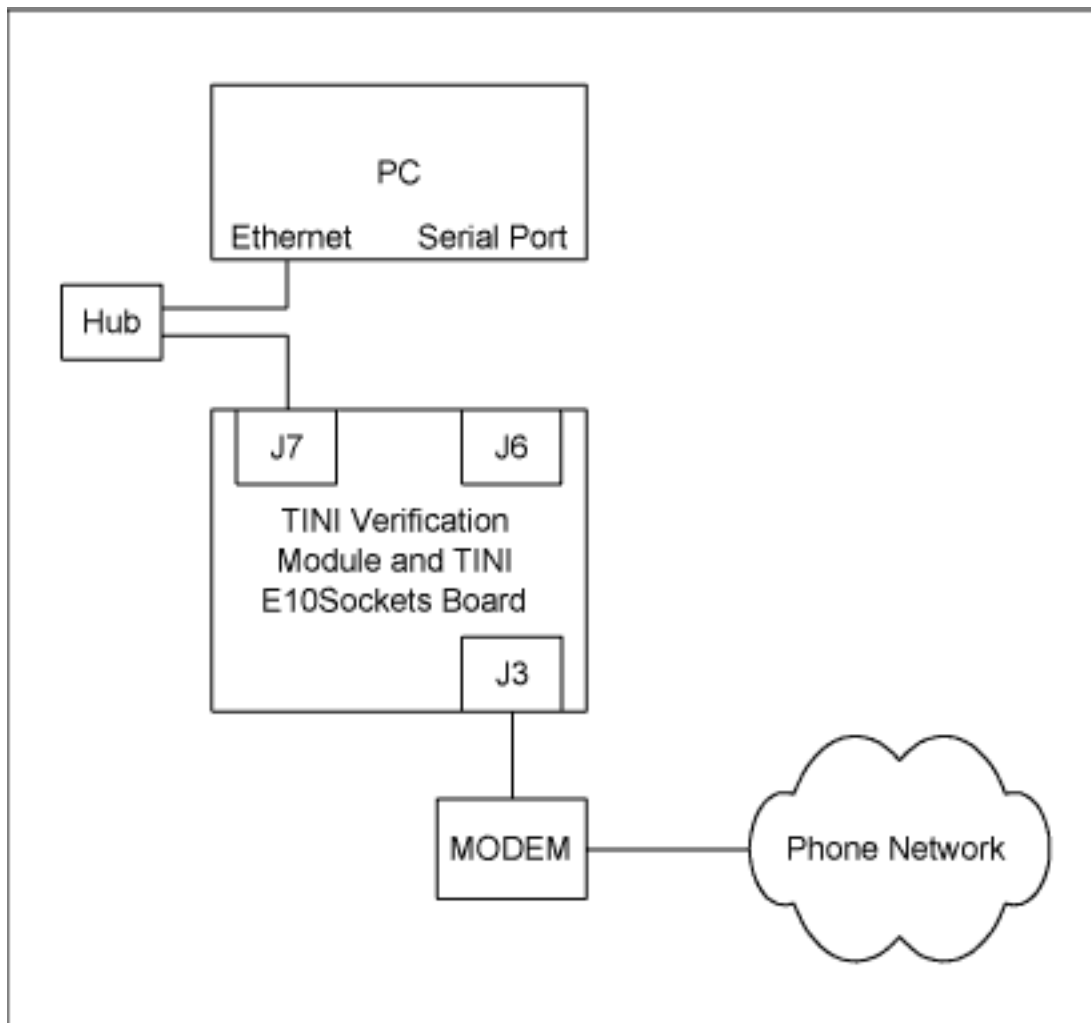 PC
Ethernet Serial Port
Hub
J7 J6
TINI Verification
Module and TINI
E10Sockets Board
J3
MODEM
Phone Network